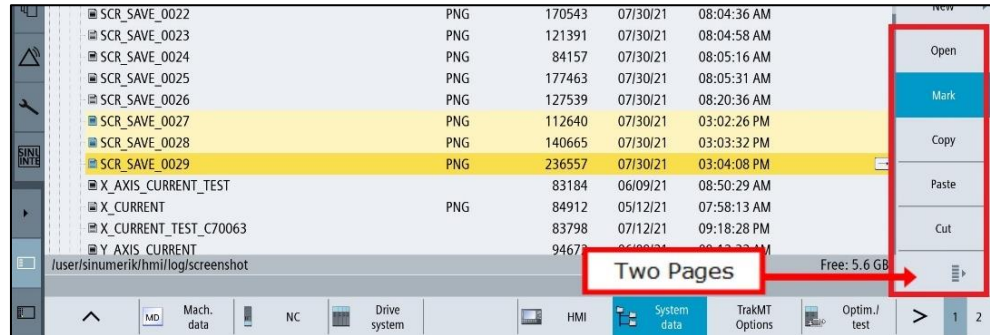 SCR_SAVE_0022 PNG 170543 07/30/21 08:04:36 AM
New
SCR_SAVE_0023 PNG 121391 07/30/21 08:04:58 AM
SCR_SAVE_0024 PNG 84157 07/30/21 08:05:16 AM
Open
SCR_SAVE_0025 PNG 177463 07/30/21 08:05:31 AM
SCR_SAVE_0026 PNG 127539 07/30/21 08:20:36 AM
Mark
SCR_SAVE_0027 PNG 112640 07/30/21 03:02:26 PM
SCR_SAVE_0028 PNG 140665 07/30/21 03:03:32 PM
Copy
SCR_SAVE_0029 PNG 236557 07/30/21 03:04:08 PM
X_AXIS_CURRENT_TEST 83184 06/09/21 08:50:29 AM
Paste
X_CURRENT PNG 84912 05/12/21 07:58:13 AM
X_CURRENT_TEST_C70063 83798 07/12/21 09:18:28 PM
Cut
Y_AXIS_CURRENT
/user/sinumerik/hmi/log/screenshot
Free: 5.6 GB
Two Pages
SINU
INTE
MD Mach. data
NC
Drive system
HMI
System data
TrakMT Options
Optim./ test
> 1 2